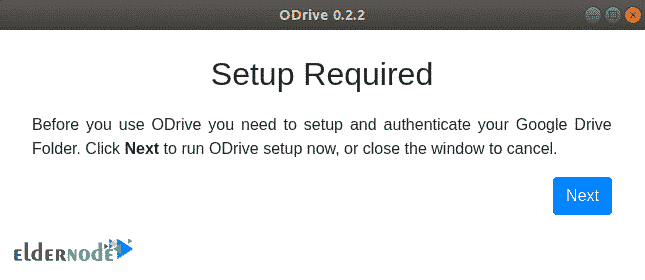 ODrive 0.2.2
Setup Required
Before you use ODrive you need to setup and authenticate your Google Drive
Folder. Click Next to run ODrive setup now, or close the window to cancel.
Next
ELDERNODE